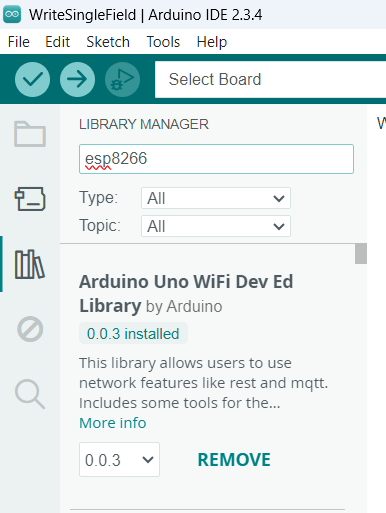 WriteSingleField | Arduino IDE 2.3.4
File Edit Sketch Tools Help
Select Board
LIBRARY MANAGER
W
esp8266
Type: All
Topic: All
Arduino Uno WiFi Dev Ed
Library by Arduino
0.0.3 installed
This library allows users to use
network features like rest and mqtt.
Includes some tools for the...
More info
0.0.3 REMOVE